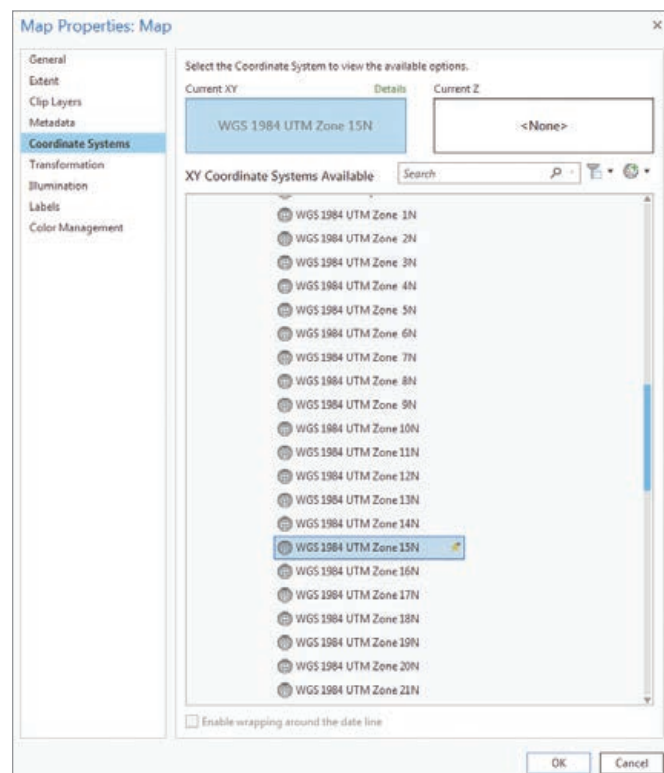 Map Properties: Map
General
Extent
Clip Layers
Metadata
Coordinate Systems
Transformation
Illumination
Labels
Color Management
Select the Coordinate System to view the available options.
Current XY Details Current Z
WGS 1984 UTM Zone 15N <None>
XY Coordinate Systems Available Search
WGS 1984 UTM Zone 1N
WGS 1984 UTM Zone 2N
WGS 1984 UTM Zone 3N
WGS 1984 UTM Zone 4N
WGS 1984 UTM Zone 5N
WGS 1984 UTM Zone 6N
WGS 1984 UTM Zone 7N
WGS 1984 UTM Zone 8N
WGS 1984 UTM Zone 9N
WGS 1984 UTM Zone 10N
WGS 1984 UTM Zone 11N
WGS 1984 UTM Zone 12N
WGS 1984 UTM Zone 13N
WGS 1984 UTM Zone 14N
WGS 1984 UTM Zone 15N
WGS 1984 UTM Zone 16N
WGS 1984 UTM Zone 17N
WGS 1984 UTM Zone 18N
WGS 1984 UTM Zone 19N
WGS 1984 UTM Zone 20N
WGS 1984 UTM Zone 21N
Enable wrapping around the date line
OK Cancel